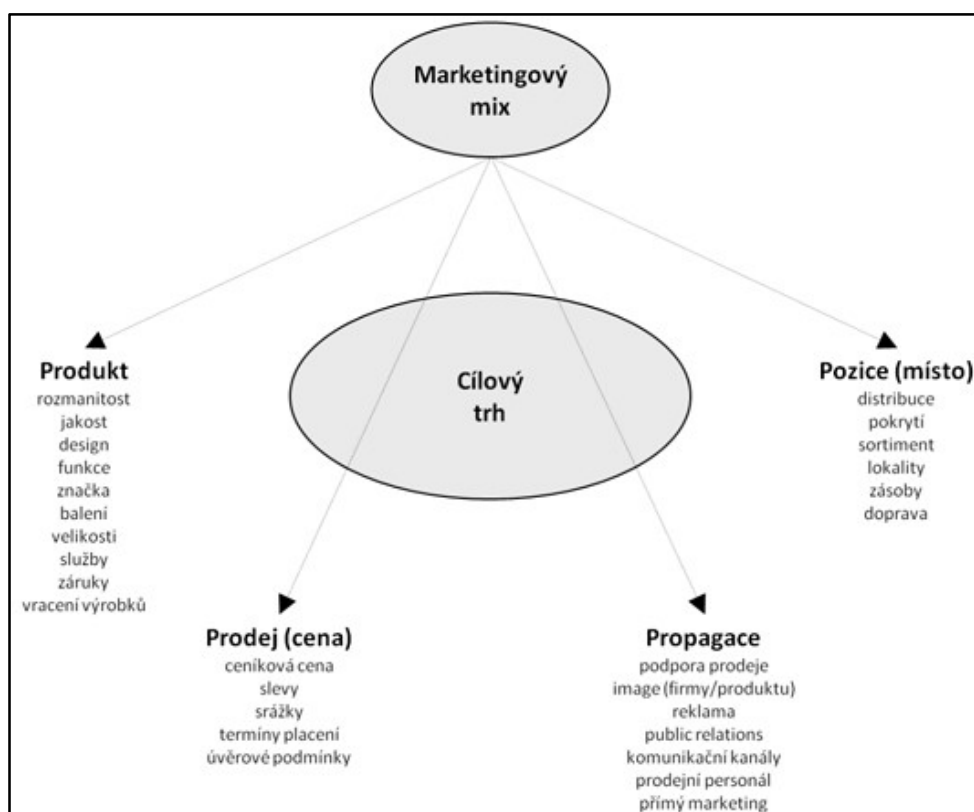 Marketingový
mix
Cílový
trh
Produkt
rozmanitost
jakost
design
funkce
značka
balení
velikosti
služby
záruky
vracení výrobků
Prodej (cena)
ceníková cena
slevy
srážky
termíny placení
úvěrové podmínky
Propagace
podpora prodeje
image (firmy/produktu)
reklama
public relations
komunikační kanály
prodejní personál
přímý marketing
Pozice (místo)
distribuce
pokrytí
sortiment
lokality
zásoby
doprava